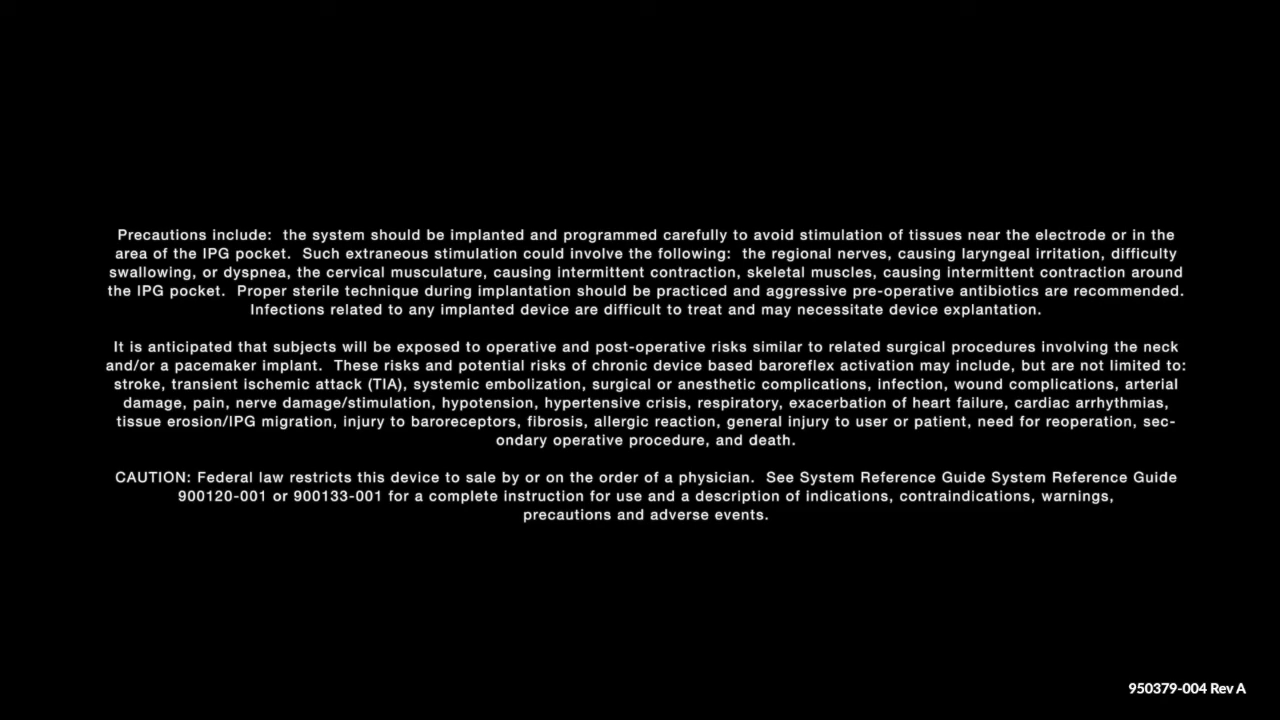 Precautions include:  the system should be implanted and programmed carefully to avoid stimulation of tissues near the electrode or in the
area of the IPG pocket.  Such extraneous stimulation could involve the following:  the regional nerves, causing laryngeal irritation, difficulty
swallowing, or dyspnea, the cervical musculature, causing intermittent contraction, skeletal muscles, causing intermittent contraction around
the IPG pocket.  Proper sterile technique during implantation should be practiced and aggressive pre-operative antibiotics are recommended.
Infections related to any implanted device are difficult to treat and may necessitate device explantation.
It is anticipated that subjects will be exposed to operative and post-operative risks similar to related surgical procedures involving the neck
and/or a pacemaker implant.  These risks and potential risks of chronic device based baroreflex activation may include, but are not limited to:
stroke, transient ischemic attack (TIA), systemic embolization, surgical or anesthetic complications, infection, wound complications, arterial
damage, pain, nerve damage/stimulation, hypotension, hypertensive crisis, respiratory, exacerbation of heart failure, cardiac arrhythmias,
tissue erosion/IPG migration, injury to baroreceptors, fibrosis, allergic reaction, general injury to user or patient, need for reoperation, sec-
ondary operative procedure, and death.
CAUTION: Federal law restricts this device to sale by or on the order of a physician.  See System Reference Guide System Reference Guide
900120-001 or 900133-001 for a complete instruction for use and a description of indications, contraindications, warnings,
precautions and adverse events.
950379-004 Rev A